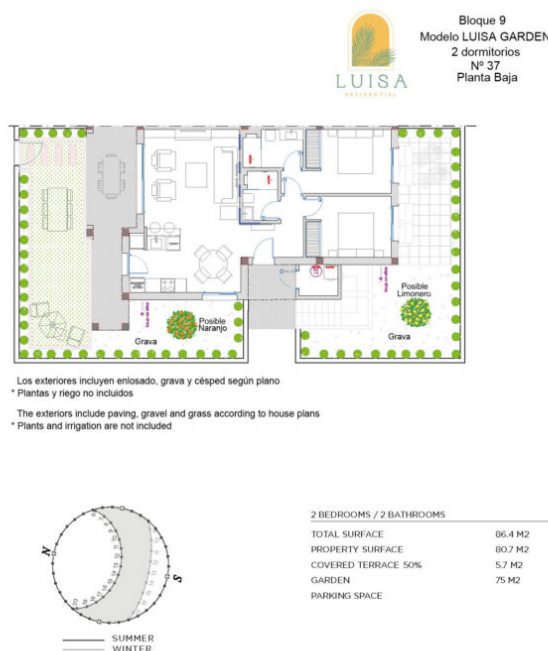 LUISA
RESIDENTIAL
Bloque 9
Modelo LUISA GARDEN
2 dormitorios
Nº 37
Planta Baja
Posible
Limonero
Posible
Naranjo
Grava
Grava
Los exteriores incluyen enlosado, grava y césped según plano
* Plantas y riego no incluidos
The exteriors include paving, gravel and grass according to house plans
* Plants and irrigation are not included
N
S
SUMMER
WINTER
2 BEDROOMS / 2 BATHROOMS
TOTAL SURFACE 86.4 M2
PROPERTY SURFACE 80.7 M2
COVERED TERRACE 50% 5.7 M2
GARDEN 75 M2
PARKING SPACE